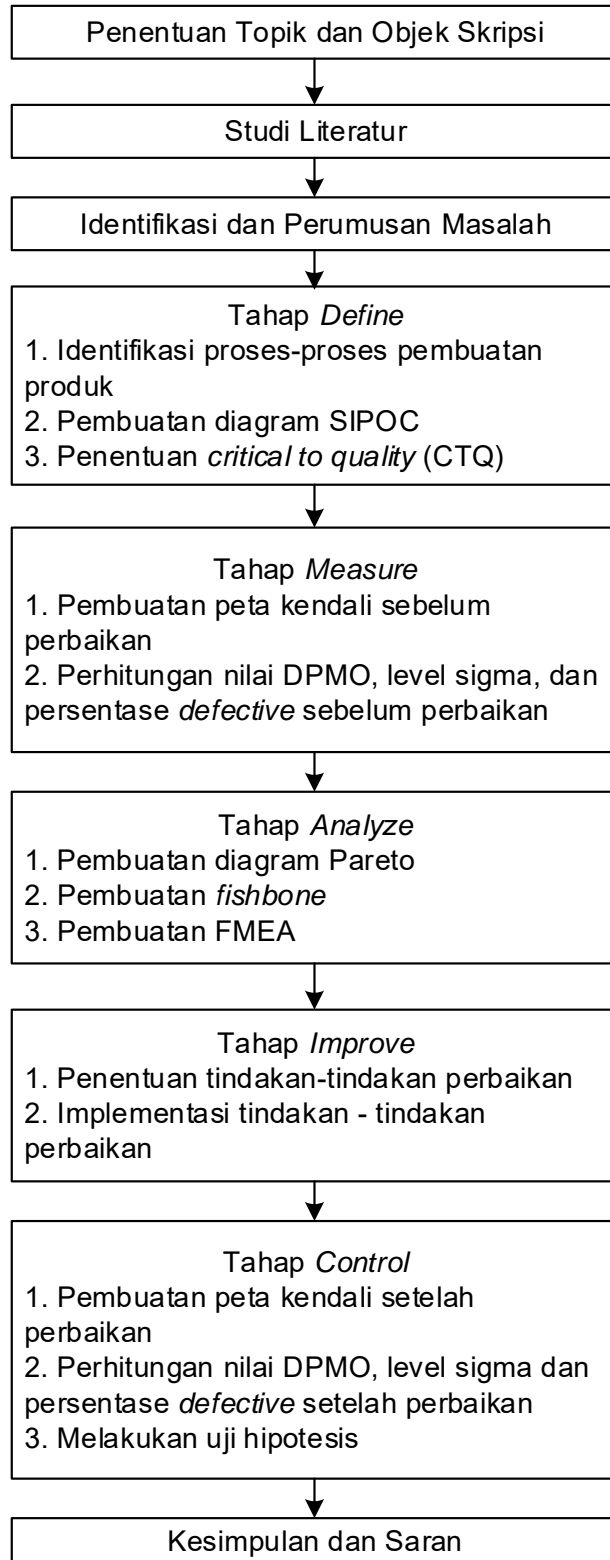 Penentuan Topik dan Objek Skripsi
Studi Literatur
Identifikasi dan Perumusan Masalah
Tahap Define
1. Identifikasi proses-proses pembuatan
produk
2. Pembuatan diagram SIPOC
3. Penentuan critical to quality (CTQ)
Tahap Measure
1. Pembuatan peta kendali sebelum
perbaikan
2. Perhitungan nilai DPMO, level sigma, dan
persentase defective sebelum perbaikan
Tahap Analyze
1. Pembuatan diagram Pareto
2. Pembuatan fishbone
3. Pembuatan FMEA
Tahap Improve
1. Penentuan tindakan-tindakan perbaikan
2. Implementasi tindakan - tindakan
perbaikan
Tahap Control
1. Pembuatan peta kendali setelah
perbaikan
2. Perhitungan nilai DPMO, level sigma dan
persentase defective setelah perbaikan
3. Melakukan uji hipotesis
Kesimpulan dan Saran